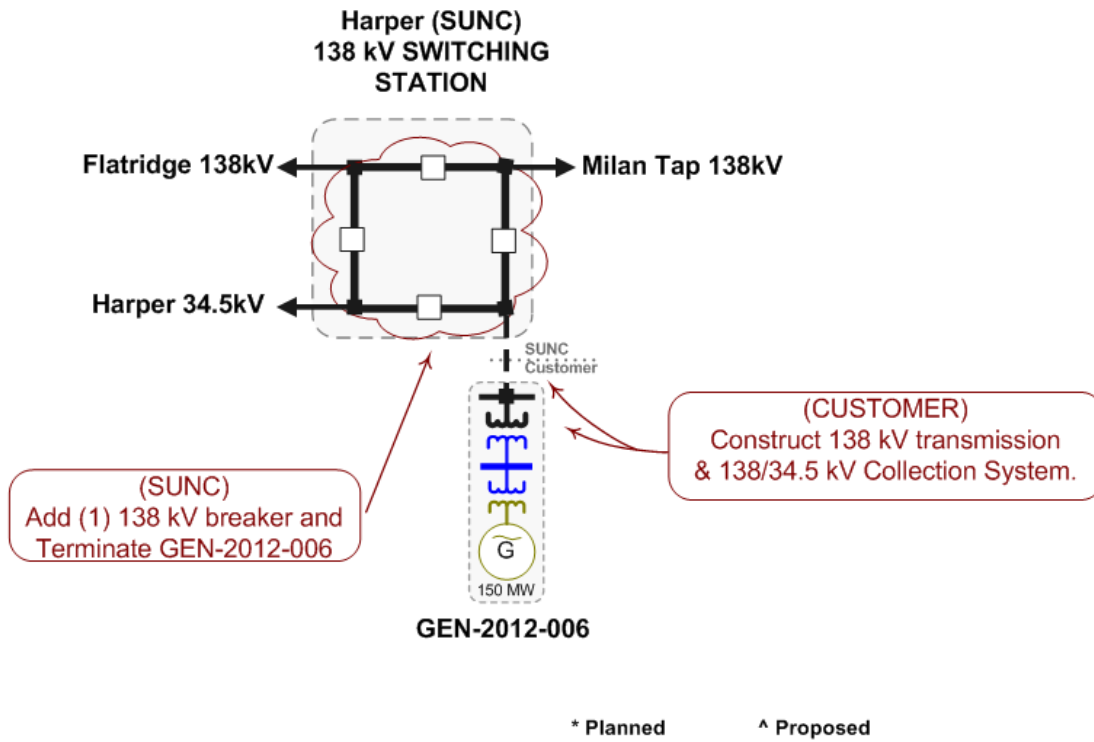 Harper (SUNC)
138 kV SWITCHING
STATION
Flatridge 138kV
Milan Tap 138kV
Harper 34.5kV
SUNC
Customer
(CUSTOMER)
Construct 138 kV transmission
& 138/34.5 kV Collection System.
(SUNC)
Add (1) 138 kV breaker and
Terminate GEN-2012-006
G
150 MW
GEN-2012-006
* Planned
^ Proposed